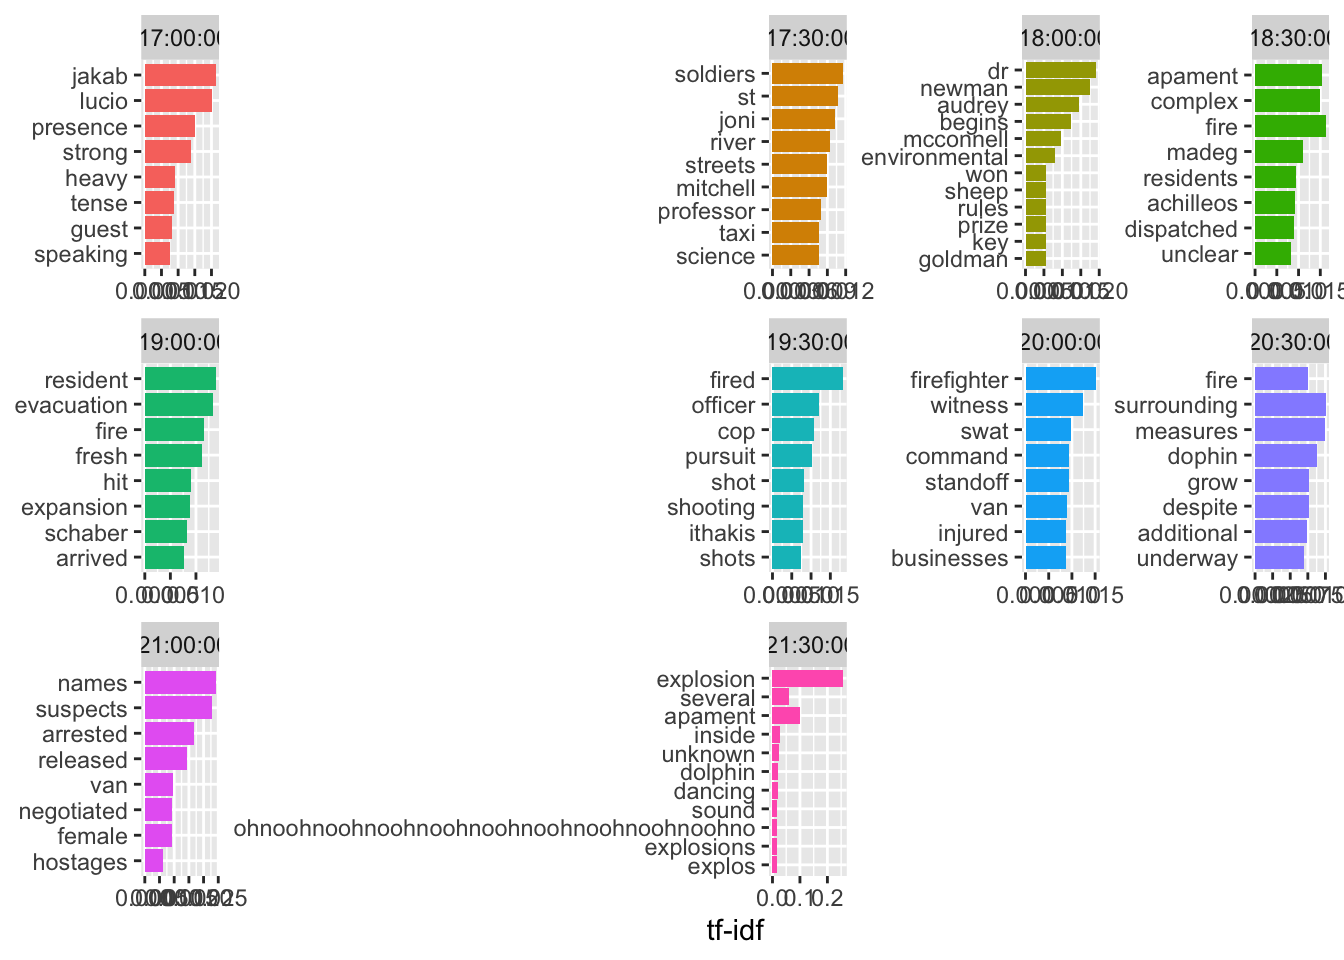 17:00:00
jakab
lucio
presence
strong
heavy
tense
guest
speaking
17:30:00
soldiers
st
joni
river
streets
mitchell
professor
taxi
science
18:00:00
dr
newman
audrey
begins
mcconnell
environmental
won
sheep
rules
prize
key
goldman
18:30:00
apament
complex
fire
madeg
residents
achilleos
dispatched
unclear
19:00:00
resident
evacuation
fire
fresh
hit
expansion
schaber
arrived
19:30:00
fired
officer
cop
pursuit
shot
shooting
ithakis
shots
20:00:00
firefighter
witness
swat
command
standoff
van
injured
businesses
20:30:00
fire
surrounding
measures
dophin
grow
despite
additional
underway
21:00:00
names
suspects
arrested
released
van
negotiated
female
hostages
21:30:00
explosion
several
apament
inside
unknown
dolphin
dancing
sound
ohnoohnoohnoohnoohnoohnoohnoohnoohnoohno
explosions
explos
0.0 0.1 0.2
tf-idf